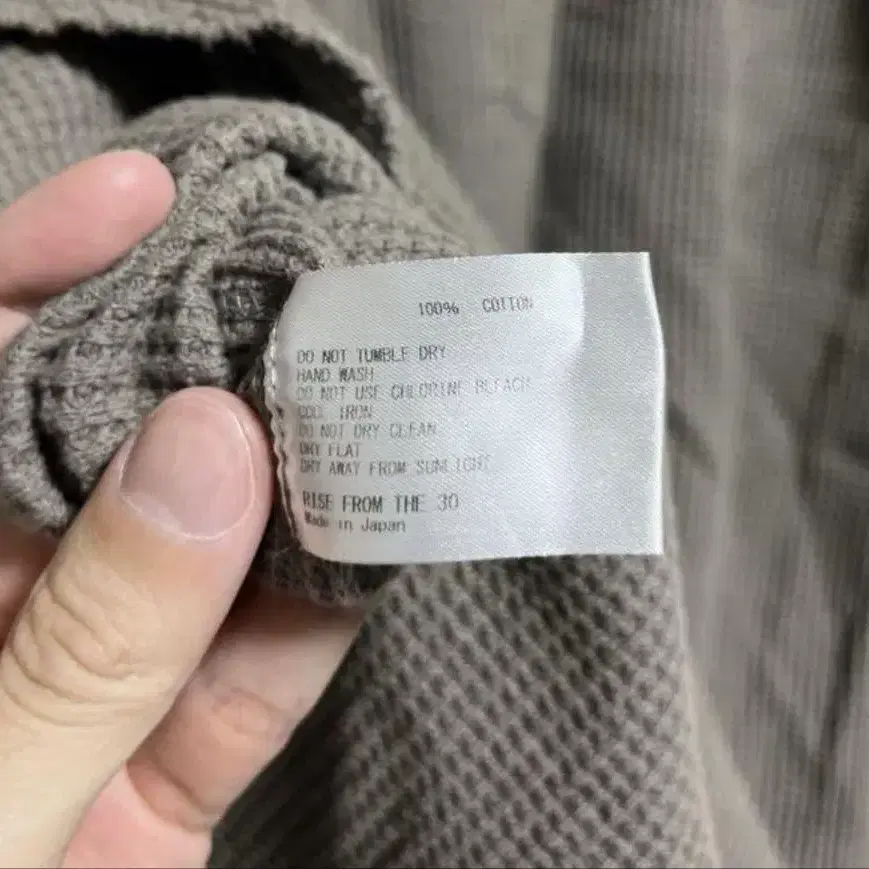 100% COTTON
DO NOT TUMBLE DRY
HAND WASH
DO NOT USE CHLORINE BLEACH
COOL IRON
DO NOT DRY CLEAN
DRY FLAT
DRY AWAY FROM SUNLIGHT
RISE FROM THE 30
Made in Japan